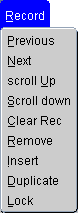 Record
Previous
Next
scroll Up
Scroll down
Clear Rec
Remove
Insert
Duplicate
Lock